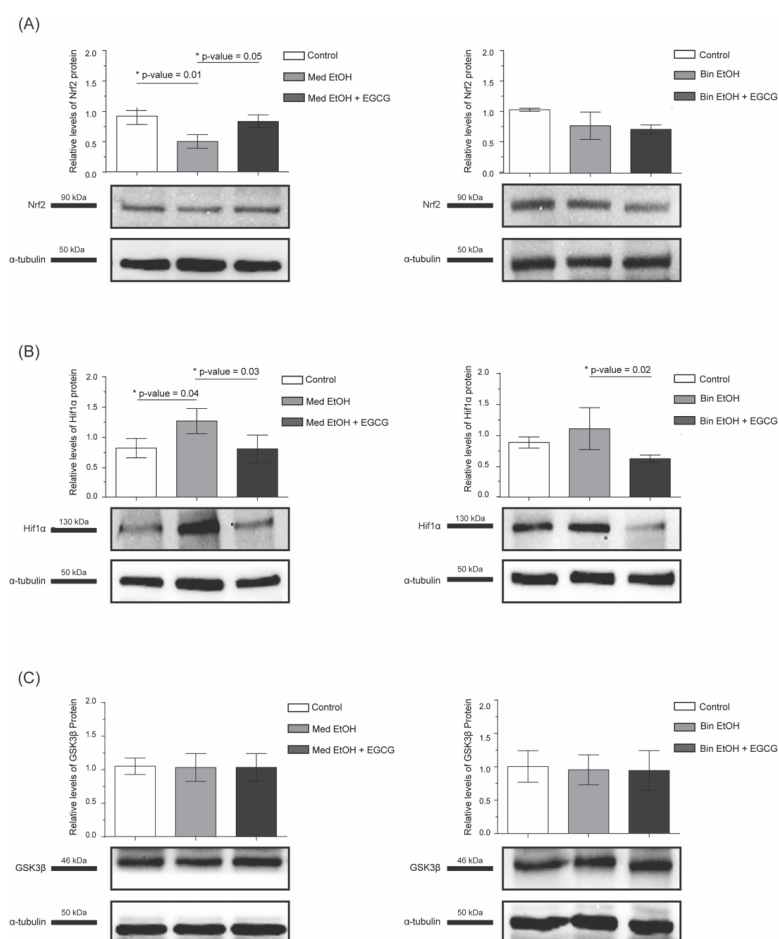 (A)
Relative levels of Nrf2 protein
2.0
1.5
1.0
0.5
0.0
* p-value = 0.01
* p-value = 0.05
Control
Med EtOH
Med EtOH + EGCG
Nrf2
90 kDa
α-tubulin
50 kDa
Relative levels of Nrf2 protein
2.0
1.5
1.0
0.5
0.0
Control
Bin EtOH
Bin EtOH + EGCG
Nrf2
90 kDa
α-tubulin
50 kDa
(B)
Relative levels of Hif1α protein
2.0
1.5
1.0
0.5
0.0
* p-value = 0.03
* p-value = 0.04
Control
Med EtOH
Med EtOH + EGCG
Hif1α
130 kDa
α-tubulin
50 kDa
Relative levels of Hif1α protein
2.0
1.5
1.0
0.5
0.0
* p-value = 0.02
Control
Bin EtOH
Bin EtOH + EGCG
Hif1α
130 kDa
α-tubulin
50 kDa
(C)
Relative levels of GSK3β Protein
2.0
1.5
1.0
0.5
0.0
Control
Med EtOH
Med EtOH + EGCG
GSK3β
46 kDa
α-tubulin
50 kDa
Relative levels of GSK3β Protein
2.0
1.5
1.0
0.5
0.0
Control
Bin EtOH
Bin EtOH + EGCG
GSK3β
46 kDa
α-tubulin
50 kDa